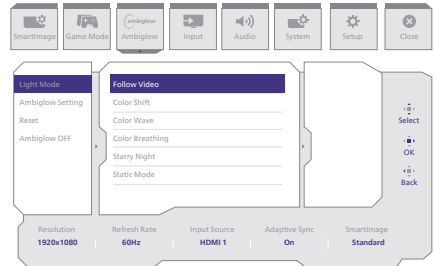 SmartImage
Game Mode
ambiglow
Ambiglow
Input
Audio
System
Setup
Close
Light Mode
Ambiglow Setting
Reset
Ambiglow OFF
Follow Video
Color Shift
Color Wave
Color Breathing
Starry Night
Static Mode
Select
OK
Back
Resolution
1920x1080
Refresh Rate
60Hz
Input Source
HDMI 1
Adaptive Sync
On
SmartImage
Standard